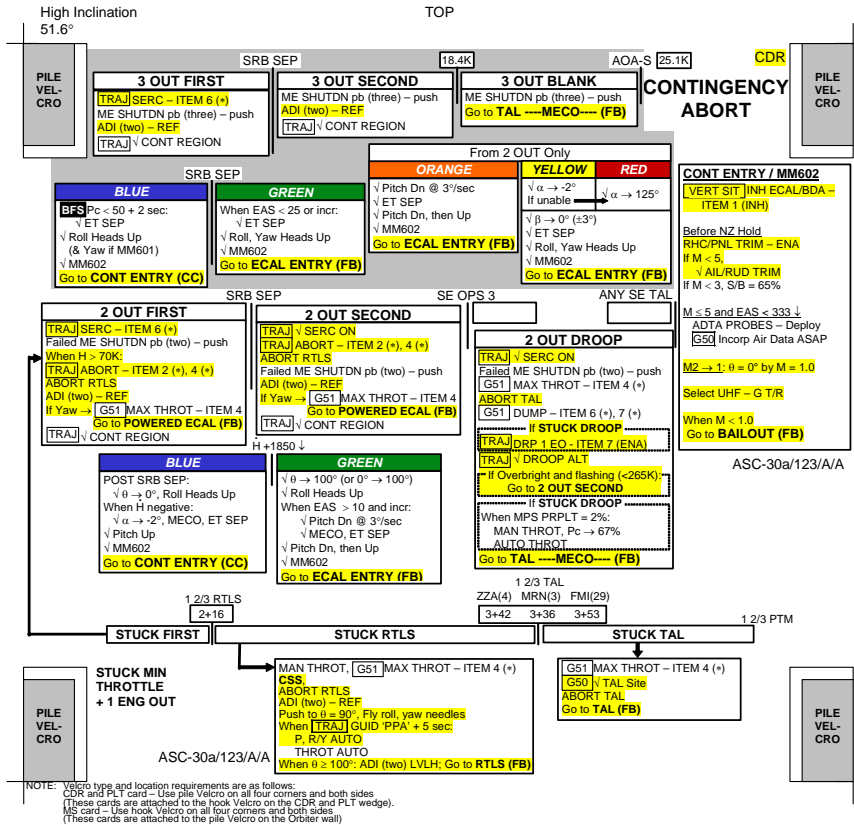 High Inclination
51.6°
TOP
CDR
PILE
VEL-
CRO
PILE
VEL-
CRO
CONTINGENCY
ABORT
SRB SEP
18.4K
AOA-S 25.1K
3 OUT FIRST
TRAJ SERC – ITEM 6 (*)
ME SHUTDN pb (three) – push
ADI (two) – REF
TRAJ √ CONT REGION
3 OUT SECOND
ME SHUTDN pb (three) – push
ADI (two) – REF
TRAJ √ CONT REGION
3 OUT BLANK
ME SHUTDN pb (three) – push
Go to TAL ----MECO---- (FB)
SRB SEP
BLUE
BFS Pc < 50 + 2 sec:
√ ET SEP
√ Roll Heads Up
(& Yaw if MM601)
√ MM602
Go to CONT ENTRY (CC)
GREEN
When EAS < 25 or incr:
√ ET SEP
√ Roll, Yaw Heads Up
√ MM602
Go to ECAL ENTRY (FB)
From 2 OUT Only
ORANGE
√ Pitch Dn @ 3°/sec
√ ET SEP
√ Pitch Dn, then Up
√ MM602
Go to ECAL ENTRY (FB)
YELLOW
√ α → -2°
If unable
RED
√ α → 125°
√ β → 0° (±3°)
√ ET SEP
√ Roll, Yaw Heads Up
√ MM602
Go to ECAL ENTRY (FB)
CONT ENTRY / MM602
VERT SIT INH ECAL/BDA –
ITEM 1 (INH)
Before NZ Hold
RHC/PNL TRIM – ENA
If M < 5,
√ AIL/RUD TRIM
If M < 3, S/B = 65%
M ≤ 5 and EAS < 333 ↓
ADTA PROBES – Deploy
G50 Incorp Air Data ASAP
M2 → 1: θ = 0° by M = 1.0
Select UHF – G T/R
When M < 1.0
Go to BAILOUT (FB)
ASC-30a/123/A/A
SRB SEP
SE OPS 3
ANY SE TAL
2 OUT FIRST
TRAJ SERC – ITEM 6 (*)
Failed ME SHUTDN pb (two) – push
When H > 70K:
TRAJ ABORT – ITEM 2 (*), 4 (*)
ABORT RTLS
ADI (two) – REF
If Yaw → G51 MAX THROT – ITEM 4
Go to POWERED ECAL (FB)
TRAJ √ CONT REGION
2 OUT SECOND
TRAJ √ SERC ON
TRAJ ABORT – ITEM 2 (*), 4 (*)
ABORT RTLS
Failed ME SHUTDN pb (two) – push
ADI (two) – REF
If Yaw → G51 MAX THROT – ITEM 4
Go to POWERED ECAL (FB)
TRAJ √ CONT REGION
H +1850 ↓
2 OUT DROOP
TRAJ √ SERC ON
Failed ME SHUTDN pb (two) – push
G51 MAX THROT – ITEM 4 (*)
ABORT TAL
G51 DUMP – ITEM 6 (*), 7 (*)
If STUCK DROOP
TRAJ DRP 1 EO - ITEM 7 (ENA)
TRAJ √ DROOP ALT
If Overbright and flashing (<265K):
Go to 2 OUT SECOND
If STUCK DROOP
When MPS PRPLT = 2%:
MAN THROT, Pc → 67%
AUTO THROT
Go to TAL ----MECO---- (FB)
BLUE
POST SRB SEP:
√ θ → 0°, Roll Heads Up
When H negative:
√ α → -2°, MECO, ET SEP
√ Pitch Up
√ MM602
Go to CONT ENTRY (CC)
GREEN
√ θ → 100° (or 0° → 100°)
√ Roll Heads Up
When EAS > 10 and incr:
√ Pitch Dn @ 3°/sec
√ MECO, ET SEP
√ Pitch Dn, then Up
√ MM602
Go to ECAL ENTRY (FB)
1 2/3 RTLS
2+16
1 2/3 TAL
ZZA(4) MRN(3) FMI(29)
3+42 3+36 3+53
1 2/3 PTM
STUCK FIRST
STUCK RTLS
STUCK TAL
STUCK MIN
THROTTLE
+ 1 ENG OUT
MAN THROT, G51 MAX THROT – ITEM 4 (*)
CSS,
ABORT RTLS
ADI (two) – REF
Push to θ = 90°, Fly roll, yaw needles
When TRAJ GUID 'PPA' + 5 sec:
P, R/Y AUTO
THROT AUTO
When θ ≥ 100°: ADI (two) LVLH; Go to RTLS (FB)
G51 MAX THROT – ITEM 4 (*)
G50 √ TAL Site
ABORT TAL
Go to TAL (FB)
PILE
VEL-
CRO
PILE
VEL-
CRO
ASC-30a/123/A/A
NOTE: Velcro type and location requirements are as follows:
CDR and PLT card – Use pile Velcro on all four corners and both sides
(These cards are attached to the hook Velcro on the CDR and PLT wedge).
MS card – Use hook Velcro on all four corners and both sides
(These cards are attached to the pile Velcro on the Orbiter wall)